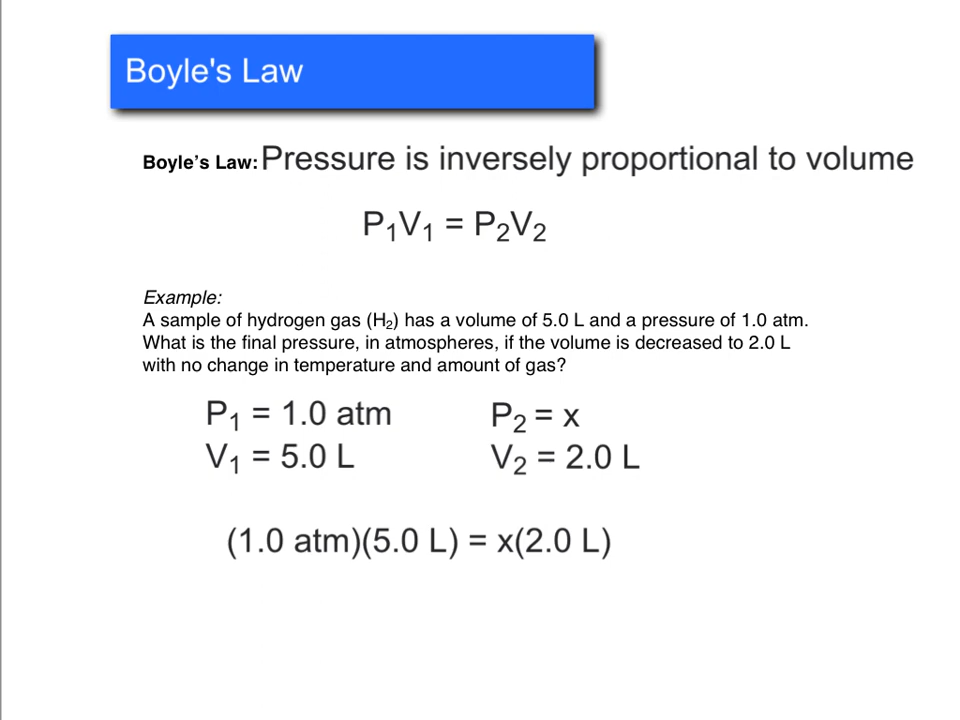 Boyle's Law
Boyle's Law: Pressure is inversely proportional to volume
P₁V₁ = P₂V₂
Example:
A sample of hydrogen gas (H₂) has a volume of 5.0 L and a pressure of 1.0 atm.
What is the final pressure, in atmospheres, if the volume is decreased to 2.0 L
with no change in temperature and amount of gas?
P₁ = 1.0 atm P₂ = x
V₁ = 5.0 L V₂ = 2.0 L
(1.0 atm)(5.0 L) = x(2.0 L)